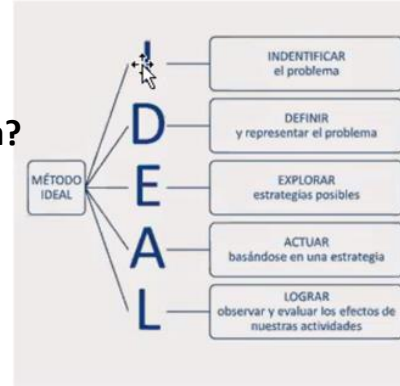 n?
MÉTODO
IDEAL
I
INDENTIFICAR
el problema
D
DEFINIR
y representar el problema
E
EXPLORAR
estrategias posibles
A
ACTUAR
basándose en una estrategia
L
LOGRAR
observar y evaluar los efectos de
nuestras actividades